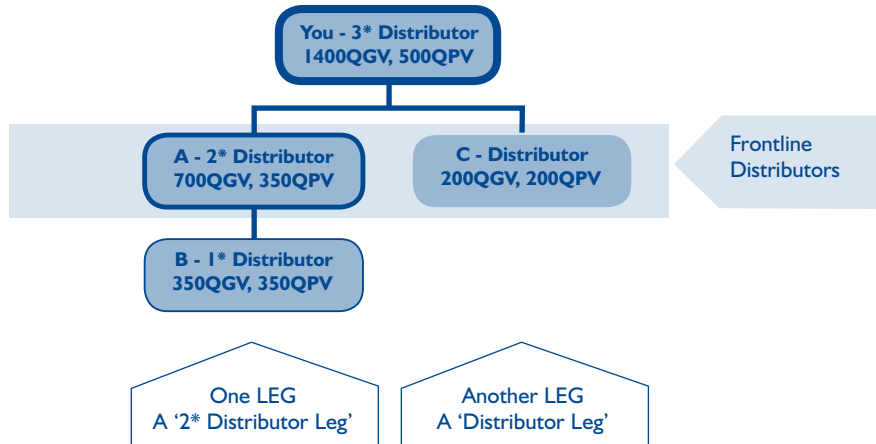 You - 3* Distributor
1400QGV, 500QPV
A - 2* Distributor
700QGV, 350QPV
C - Distributor
200QGV, 200QPV
Frontline
Distributors
B - 1* Distributor
350QGV, 350QPV
One LEG
A ‘2* Distributor Leg’
Another LEG
A ‘Distributor Leg’